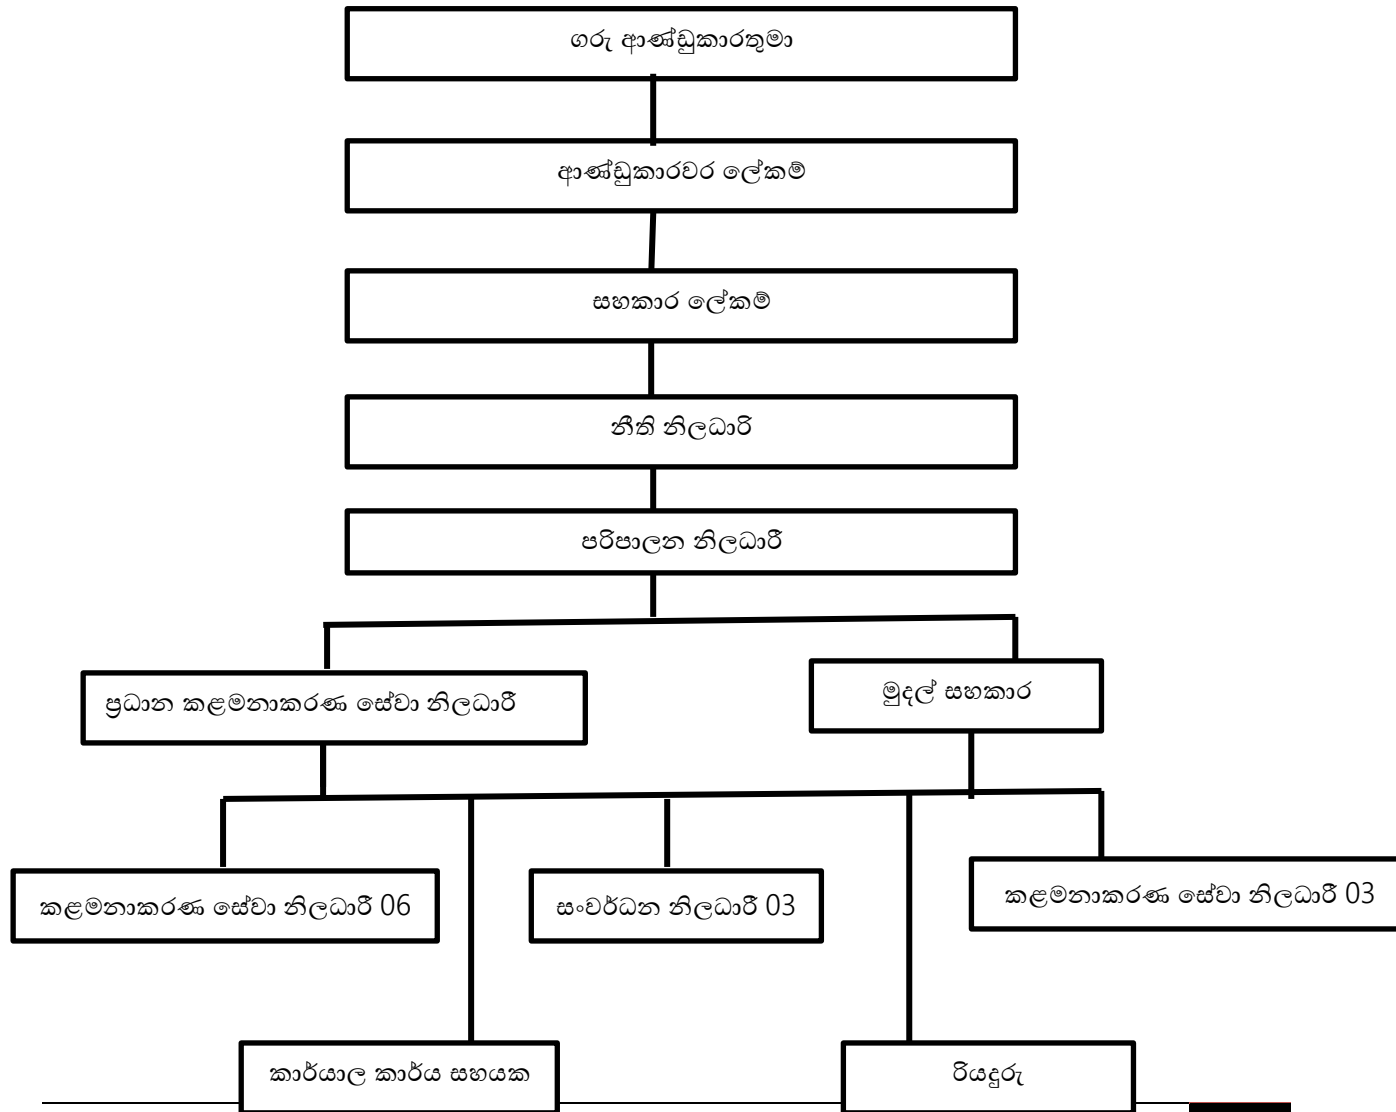 ගරු ආණ්ඩුකාරතුමා
ආණ්ඩුකාරවර ලේකම්
සහකාර ලේකම්
නීති නිලධාරි
පරිපාලන නිලධාරී
ප්‍රධාන කළමනාකරණ සේවා නිලධාරී
මුදල් සහකාර
කළමනාකරණ සේවා නිලධාරී 06
සංවර්ධන නිලධාරී 03
කළමනාකරණ සේවා නිලධාරී 03
කාර්යාල කාර්ය සහයක
රියදුරු